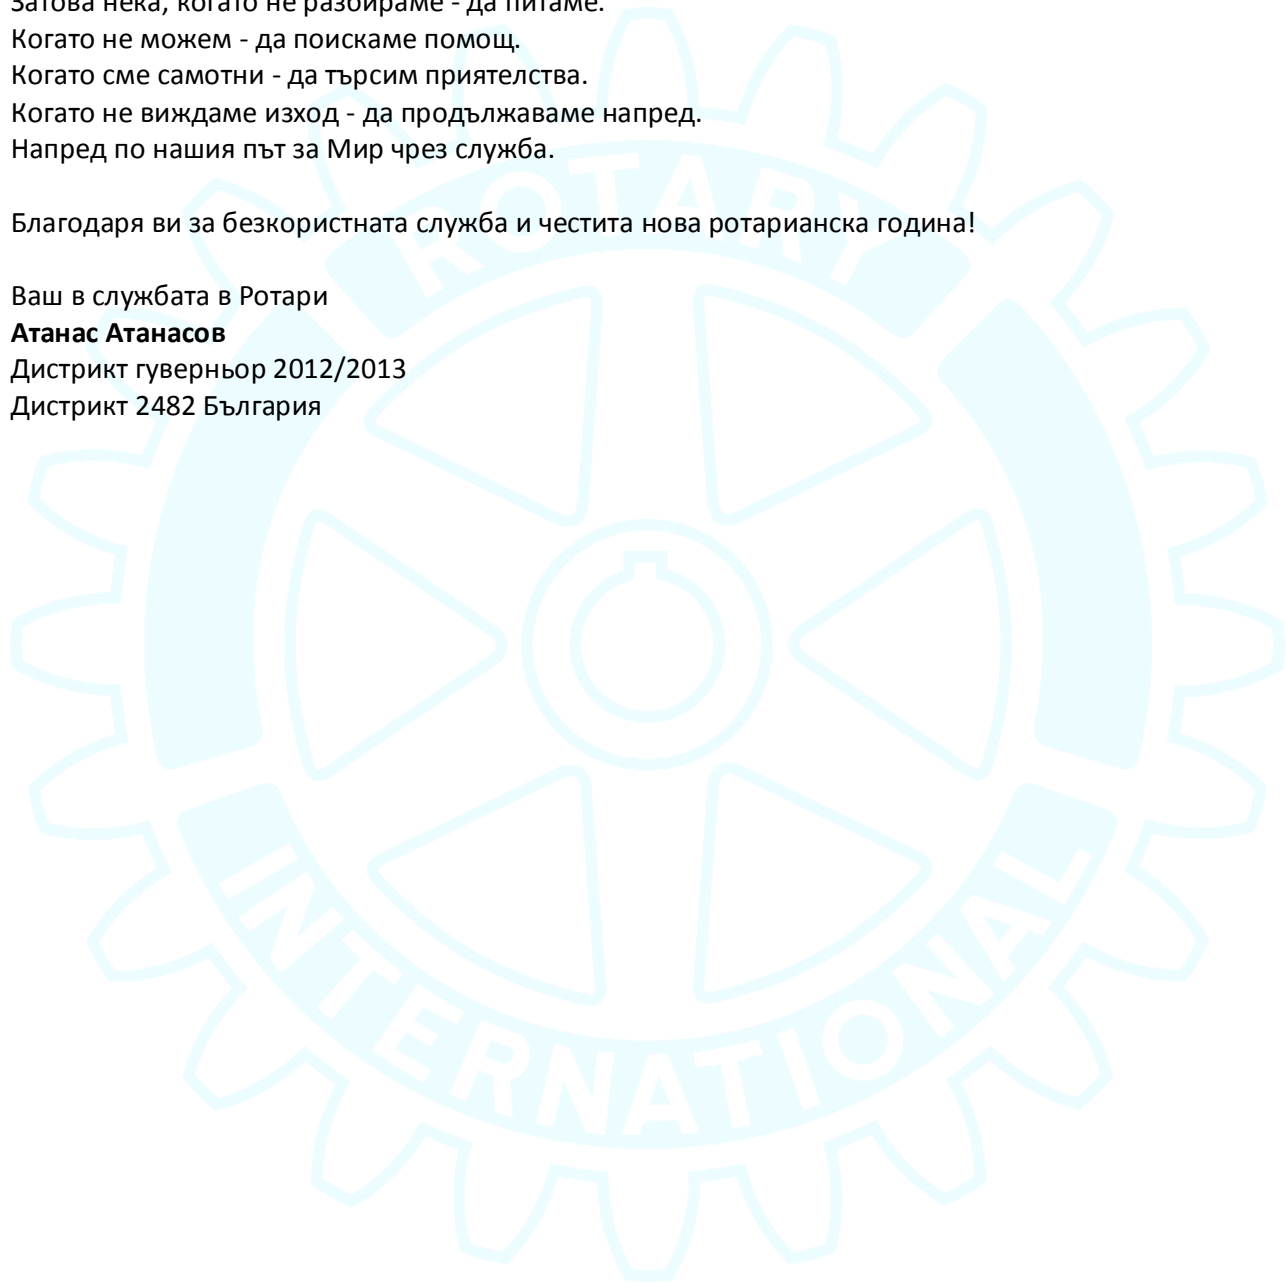 Затова нека, когато не разбираме - да питаме.
Когато не можем - да поискаме помощ.
Когато сме самотни - да търсим приятелства.
Когато не виждаме изход - да продължаваме напред.
Напред по нашия път за Мир чрез служба.
Благодаря ви за безкористната служба и честита нова ротарианска година!
Ваш в службата в Ротари
Атанас Атанасов
Дистрикт гуверньор 2012/2013
Дистрикт 2482 България
ROTARY
INTERNATIONAL